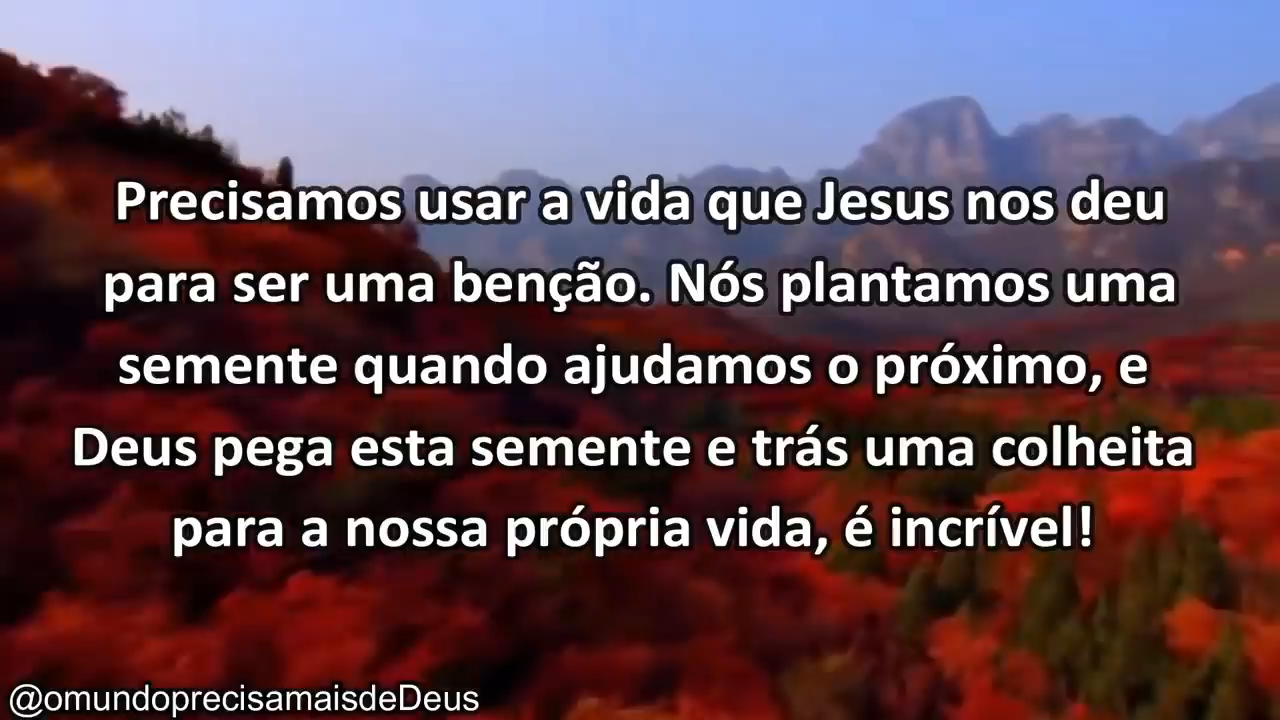 Precisamos usar a vida que Jesus nos deu
para ser uma benção. Nós plantamos uma
semente quando ajudamos o próximo, e
Deus pega esta semente e trás uma colheita
para a nossa própria vida, é incrível!
@omundoprecisamaisdeDeus